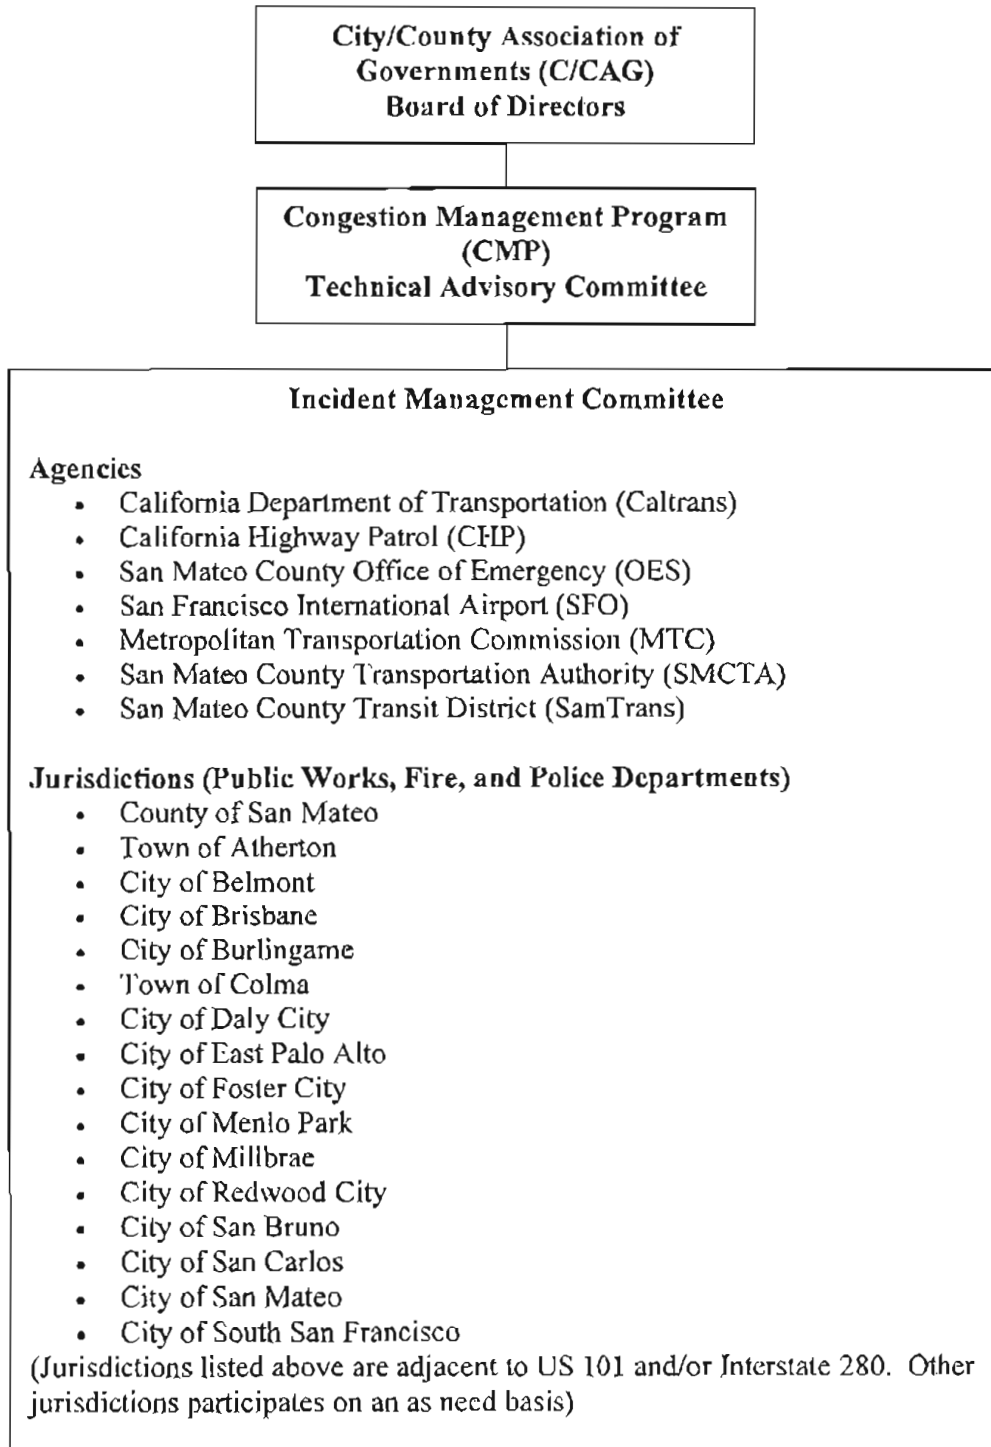 City/County Association of
Governments (C/CAG)
Board of Directors
Congestion Management Program
(CMP)
Technical Advisory Committee
Incident Management Committee
Agencies
• California Department of Transportation (Caltrans)
• California Highway Patrol (CHP)
• San Mateo County Office of Emergency (OES)
• San Francisco International Airport (SFO)
• Metropolitan Transportation Commission (MTC)
• San Mateo County Transportation Authority (SMCTA)
• San Mateo County Transit District (SamTrans)
Jurisdictions (Public Works, Fire, and Police Departments)
• County of San Mateo
• Town of Atherton
• City of Belmont
• City of Brisbane
• City of Burlingame
• Town of Colma
• City of Daly City
• City of East Palo Alto
• City of Foster City
• City of Menlo Park
• City of Millbrae
• City of Redwood City
• City of San Bruno
• City of San Carlos
• City of San Mateo
• City of South San Francisco
(Jurisdictions listed above are adjacent to US 101 and/or Interstate 280. Other
jurisdictions participates on an as need basis)